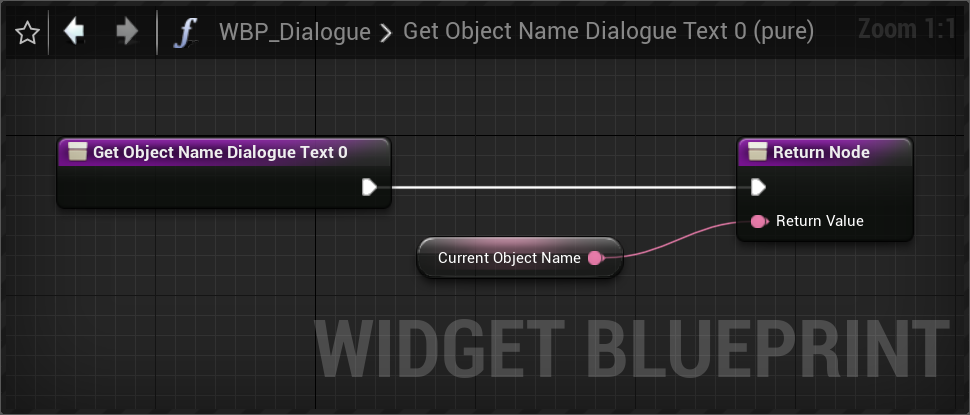 WBP_Dialogue > Get Object Name Dialogue Text 0 (pure)
Zoom 1:1
Get Object Name Dialogue Text 0
Return Node
Return Value
Current Object Name
WIDGET BLUEPRINT